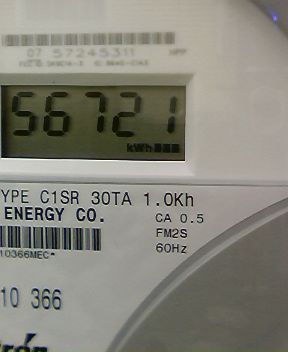 07 57245311
56721
kWh
YPE C1SR 30TA 1.0Kh
ENERGY CO.
CA 0.5
FM2S
60Hz
10366MEC*
10 366
trón